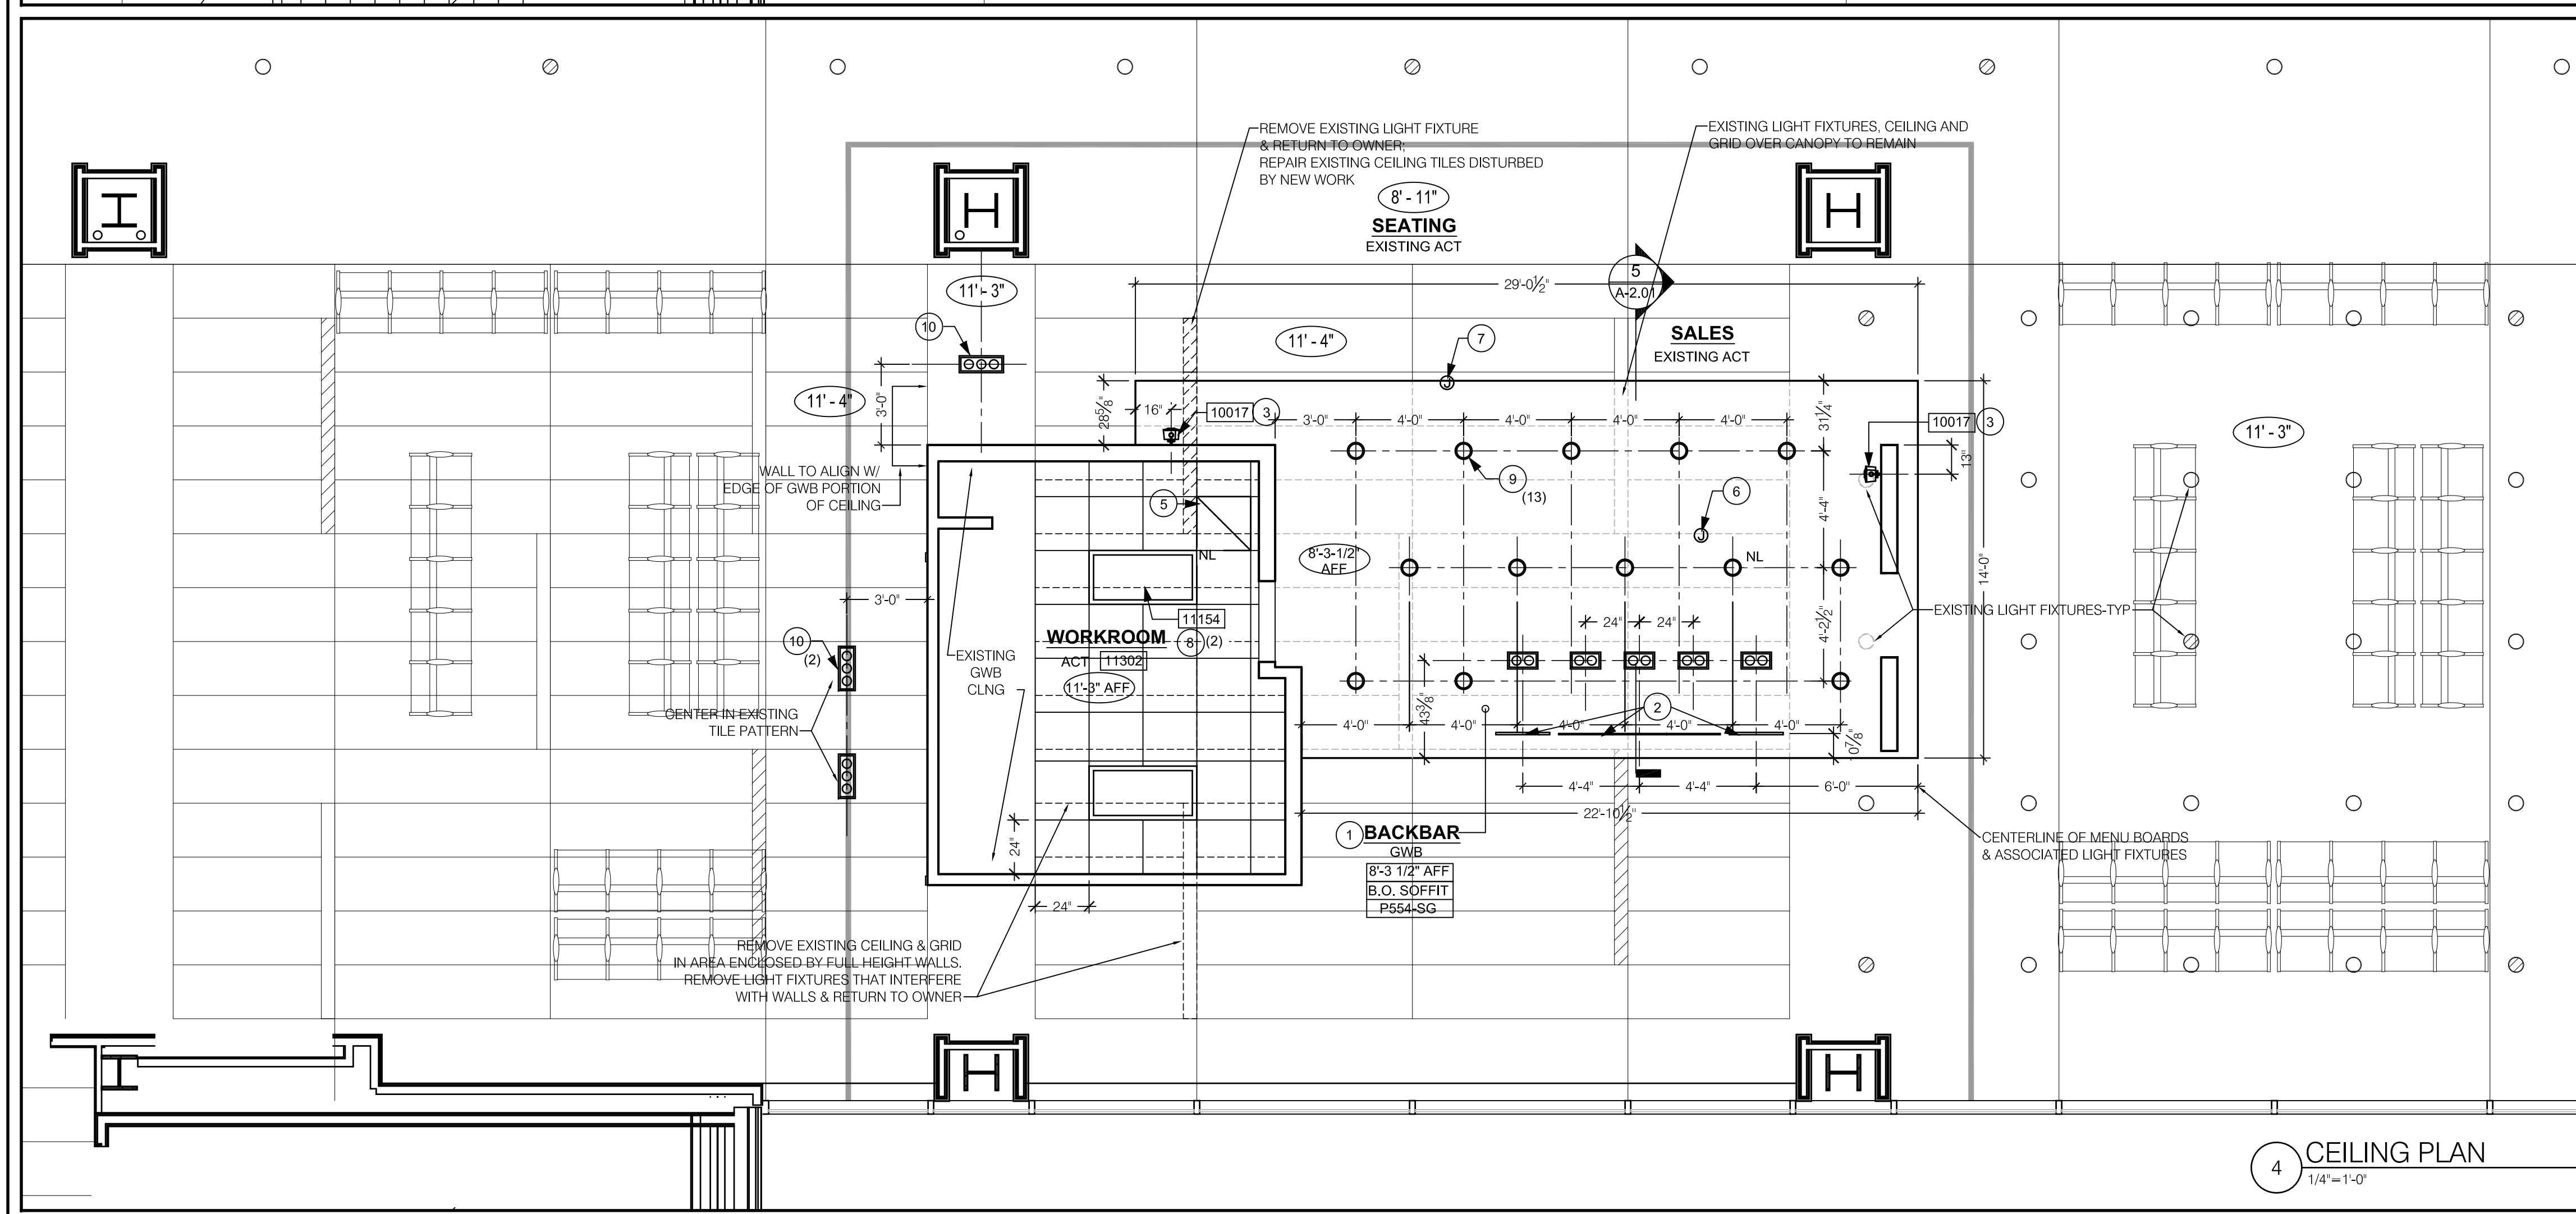 REMOVE EXISTING LIGHT FIXTURE
& RETURN TO OWNER;
REPAIR EXISTING CEILING TILES DISTURBED
BY NEW WORK
EXISTING LIGHT FIXTURES, CEILING AND
GRID OVER CANOPY TO REMAIN
8' - 11"
SEATING
EXISTING ACT
5
A-2.01
29'-0½"
11' - 3"
10
11' - 4"
7
SALES
EXISTING ACT
11' - 4"
3'-0"
28⅝"
16"
10017 3
3'-0"
4'-0"
4'-0"
4'-0"
4'-0"
31¼"
10017 3
13"
11' - 3"
WALL TO ALIGN W/
EDGE OF GWB PORTION
OF CEILING
5
9
(13)
6
4'-4"
NL
8'-3-1/2"
AFF
NL
14'-0"
3'-0"
11154
8 (2)
WORKROOM
ACT 11302
11'-3" AFF
EXISTING
GWB
CLNG
10
(2)
CENTER IN EXISTING
TILE PATTERN
24"
24"
4'-2½"
EXISTING LIGHT FIXTURES-TYP
43⅜"
2
4'-0"
4'-0"
4'-0"
4'-0"
4'-0"
4'-4"
4'-4"
6'-0"
22'-10½"
1 BACKBAR
GWB
8'-3 1/2" AFF
B.O. SOFFIT
P554-SG
CENTERLINE OF MENU BOARDS
& ASSOCIATED LIGHT FIXTURES
24"
24"
REMOVE EXISTING CEILING & GRID
IN AREA ENCLOSED BY FULL HEIGHT WALLS.
REMOVE LIGHT FIXTURES THAT INTERFERE
WITH WALLS & RETURN TO OWNER
4 CEILING PLAN
1/4"=1'-0"